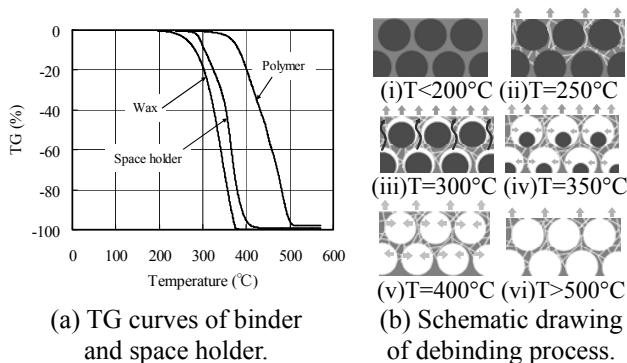 0
-20
-40
-60
-80
-100
TG (%)
Polymer
Wax
Space holder
0 100 200 300 400 500 600
Temperature (℃)
(a) TG curves of binder
and space holder.
(i)T<200°C
(ii)T=250°C
(iii)T=300°C
(iv)T=350°C
(v)T=400°C
(vi)T>500°C
(b) Schematic drawing
of debinding process.